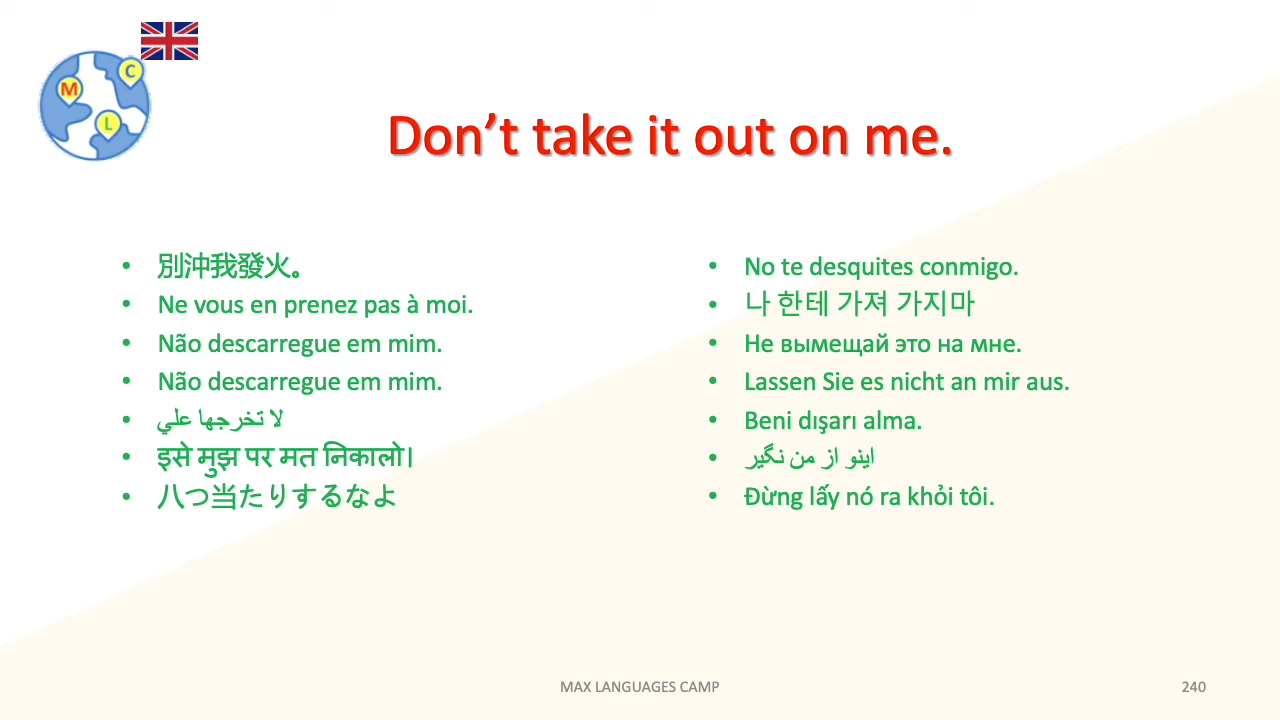 M
C
L
Don’t take it out on me.
• 別沖我發火。
• Ne vous en prenez pas à moi.
• Não descarregue em mim.
• Não descarregue em mim.
• لا تخرجها علي
• इसे मुझ पर मत निकालो।
• 八つ当たりするなよ
• No te desquites conmigo.
• 나 한테 가져 가지마
• Не вымещай это на мне.
• Lassen Sie es nicht an mir aus.
• Beni dışarı alma.
• اینو از من نگیر
• Đừng lấy nó ra khỏi tôi.
MAX LANGUAGES CAMP
240